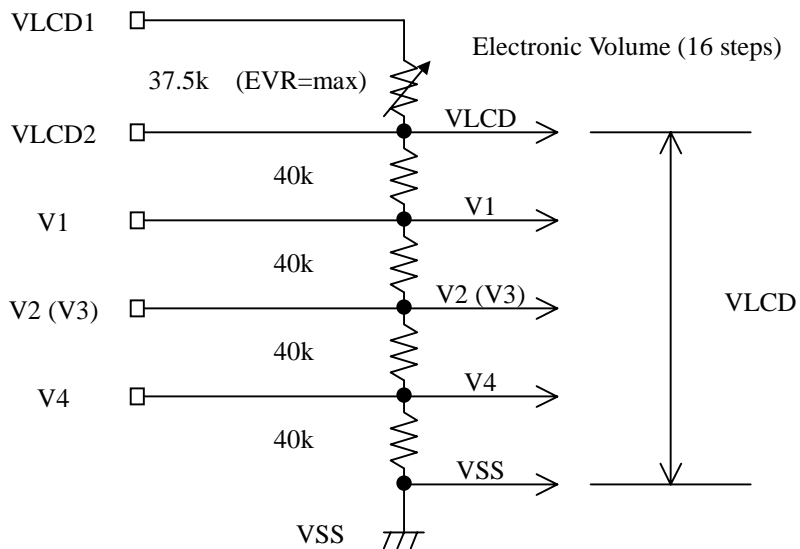 VLCD1
Electronic Volume (16 steps)
37.5k (EVR=max)
VLCD2
VLCD
40k
V1
V1
40k
V2 (V3)
V2 (V3)
VLCD
40k
V4
V4
40k
VSS
VSS